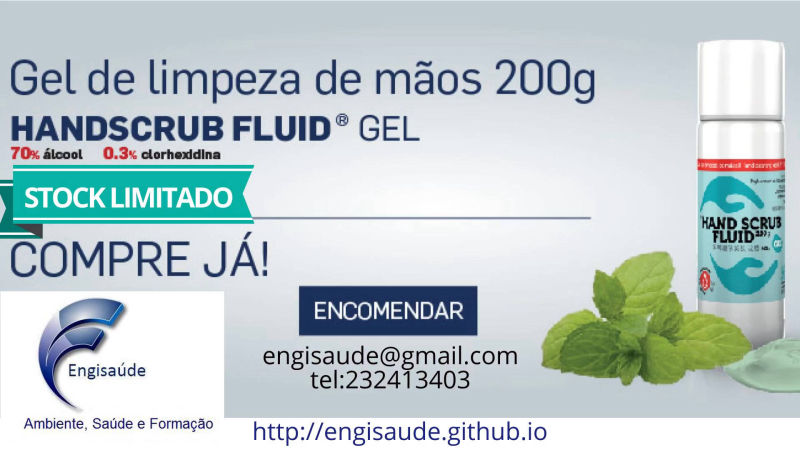 Gel de limpeza de mãos 200g
HANDSCRUB FLUID® GEL
70% álcool 0.3% clorhexidina
STOCK LIMITADO
COMPRE JÁ!
ENCOMENDAR
engisaude@gmail.com
tel:232413403
Engisaúde
Ambiente, Saúde e Formação
http://engisaude.github.io
HAND SCRUB
FLUID
GEL